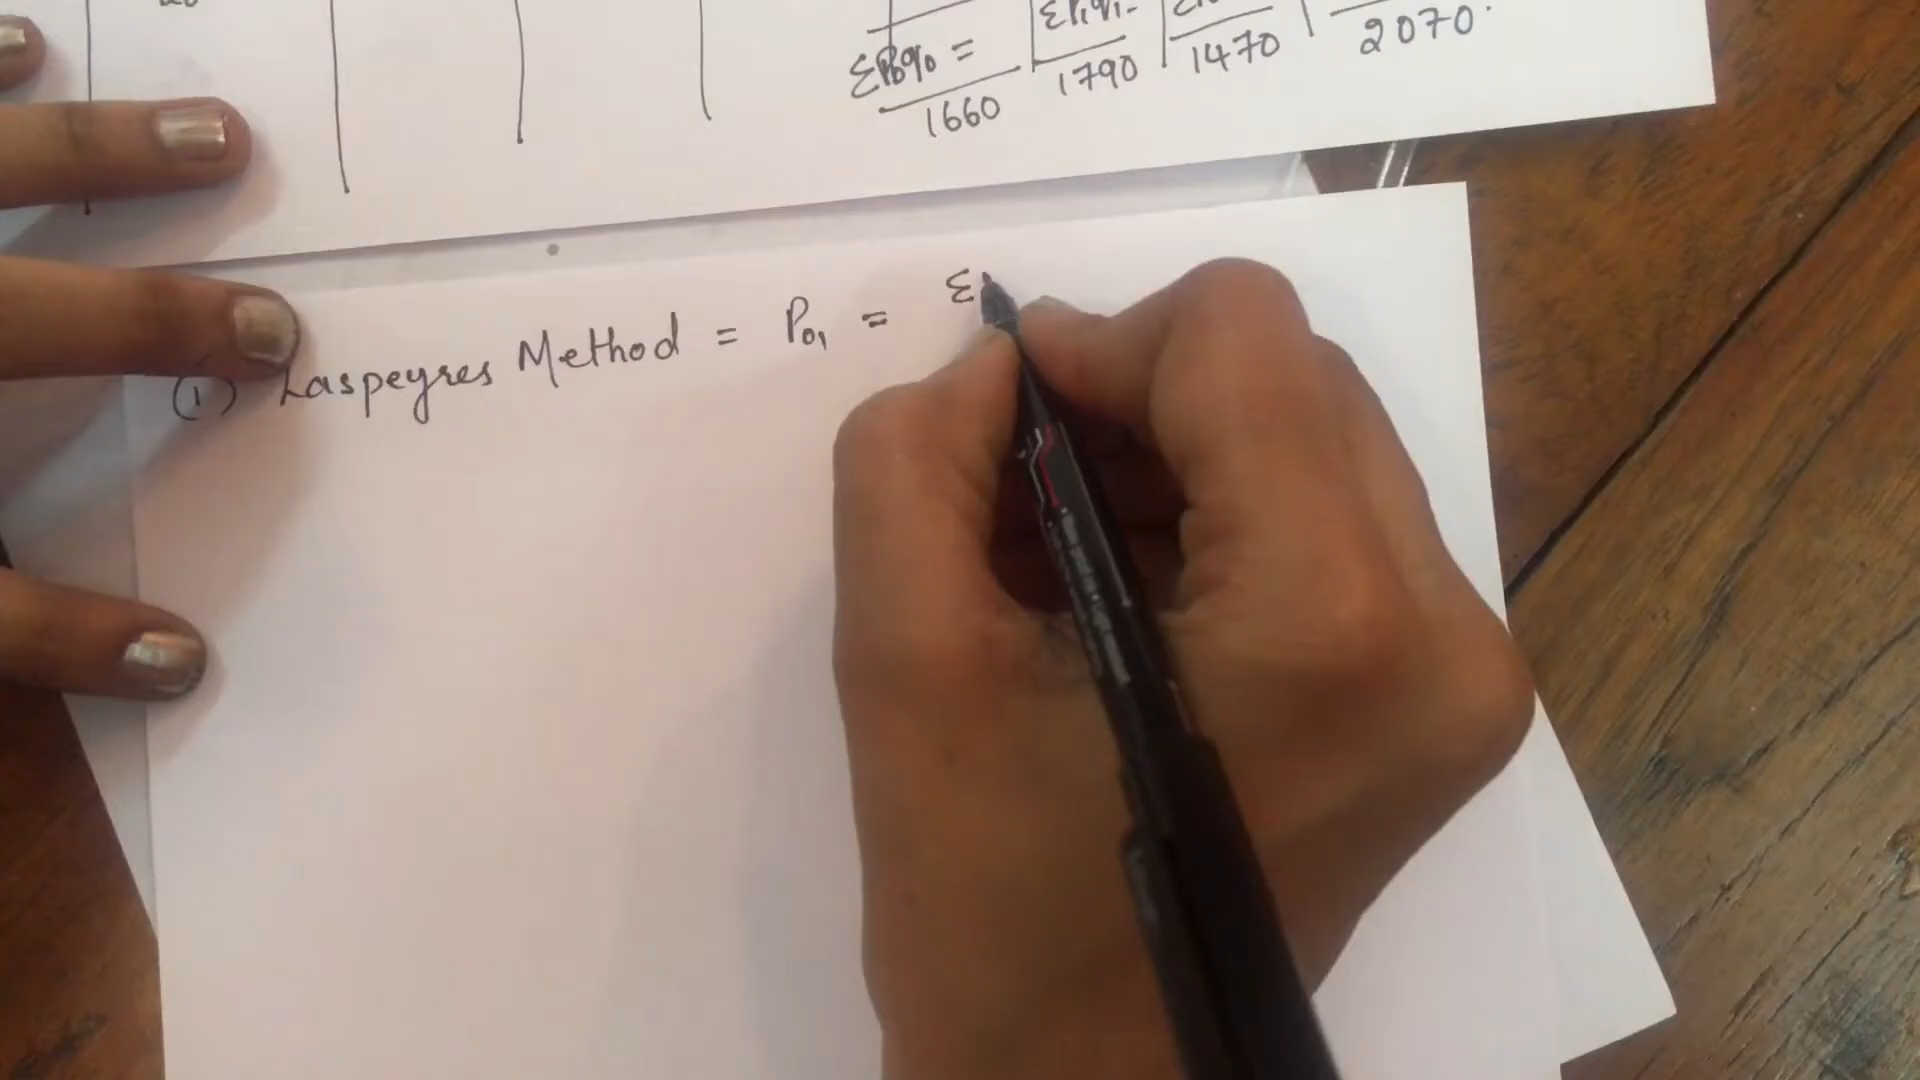 Σp₀q₀ =
Σp₁q₁
1660
1790
1470
2070.
(1) Laspeyres Method = P₀₁ = Σ